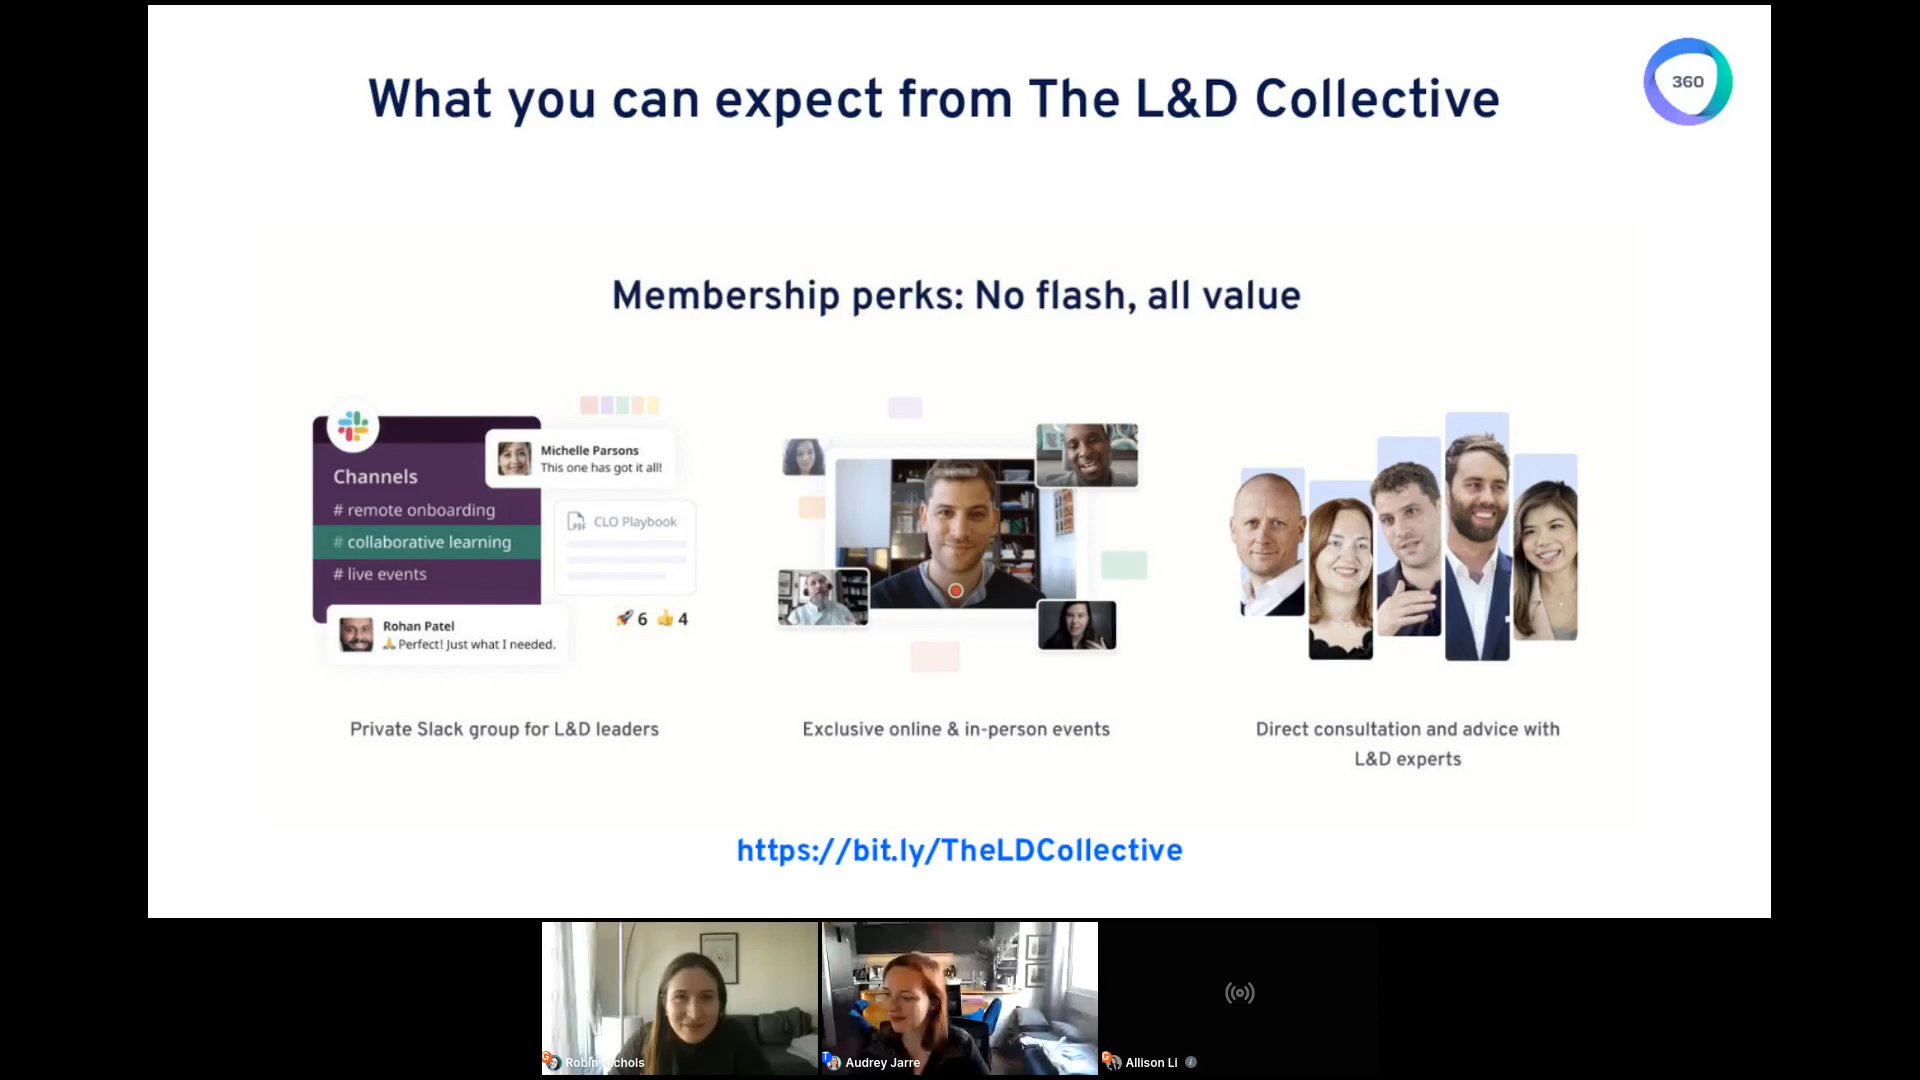 What you can expect from The L&D Collective
360
Membership perks: No flash, all value
Channels
# remote onboarding
# collaborative learning
# live events
Michelle Parsons
This one has got it all!
PDF
CLO Playbook
🚀 6 👍 4
Rohan Patel
🙏 Perfect! Just what I needed.
Private Slack group for L&D leaders
Exclusive online & in-person events
Direct consultation and advice with
L&D experts
https://bit.ly/TheLDCollective
Robin Nichols
Audrey Jarre
Allison Li